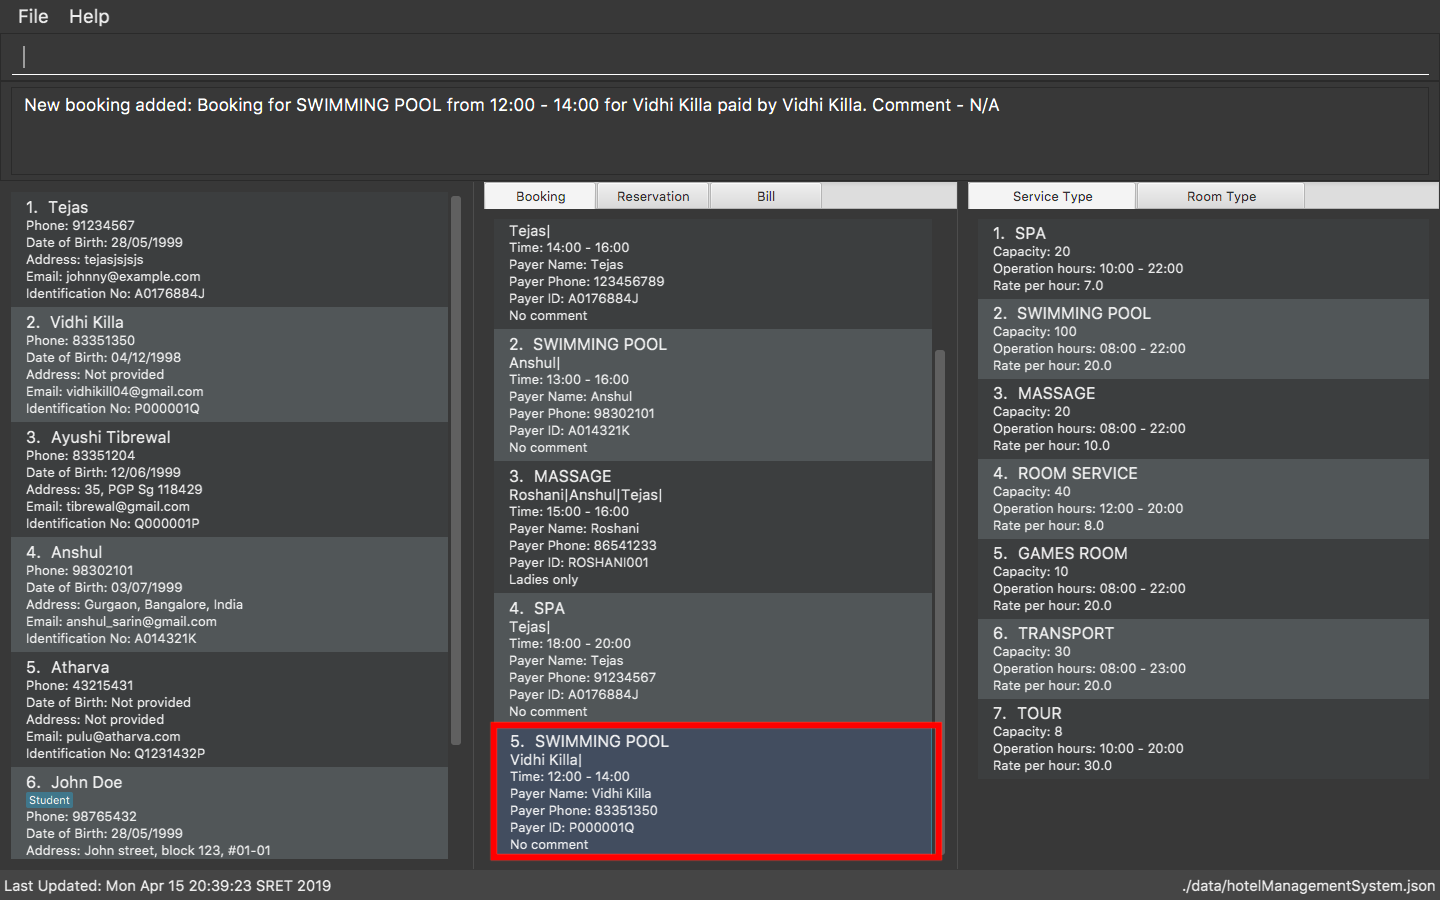 File Help
New booking added: Booking for SWIMMING POOL from 12:00 - 14:00 for Vidhi Killa paid by Vidhi Killa. Comment - N/A
1. Tejas
Phone: 91234567
Date of Birth: 28/05/1999
Address: tejasjsjsjs
Email: johnny@example.com
Identification No: A0176884J
2. Vidhi Killa
Phone: 83351350
Date of Birth: 04/12/1998
Address: Not provided
Email: vidhikill04@gmail.com
Identification No: P000001Q
3. Ayushi Tibrewal
Phone: 83351204
Date of Birth: 12/06/1999
Address: 35, PGP Sg 118429
Email: tibrewal@gmail.com
Identification No: Q000001P
4. Anshul
Phone: 98302101
Date of Birth: 03/07/1999
Address: Gurgaon, Bangalore, India
Email: anshul_sarin@gmail.com
Identification No: A014321K
5. Atharva
Phone: 43215431
Date of Birth: Not provided
Address: Not provided
Email: pulu@atharva.com
Identification No: Q1231432P
6. John Doe
Student
Phone: 98765432
Date of Birth: 28/05/1999
Address: John street, block 123, #01-01
Booking Reservation Bill
Tejas|
Time: 14:00 - 16:00
Payer Name: Tejas
Payer Phone: 123456789
Payer ID: A0176884J
No comment
2. SWIMMING POOL
Anshul|
Time: 13:00 - 16:00
Payer Name: Anshul
Payer Phone: 98302101
Payer ID: A014321K
No comment
3. MASSAGE
Roshani|Anshul|Tejas|
Time: 15:00 - 16:00
Payer Name: Roshani
Payer Phone: 86541233
Payer ID: ROSHANI001
Ladies only
4. SPA
Tejas|
Time: 18:00 - 20:00
Payer Name: Tejas
Payer Phone: 91234567
Payer ID: A0176884J
No comment
5. SWIMMING POOL
Vidhi Killa|
Time: 12:00 - 14:00
Payer Name: Vidhi Killa
Payer Phone: 83351350
Payer ID: P000001Q
No comment
Service Type Room Type
1. SPA
Capacity: 20
Operation hours: 10:00 - 22:00
Rate per hour: 7.0
2. SWIMMING POOL
Capacity: 100
Operation hours: 08:00 - 22:00
Rate per hour: 20.0
3. MASSAGE
Capacity: 20
Operation hours: 08:00 - 22:00
Rate per hour: 10.0
4. ROOM SERVICE
Capacity: 40
Operation hours: 12:00 - 20:00
Rate per hour: 8.0
5. GAMES ROOM
Capacity: 10
Operation hours: 08:00 - 22:00
Rate per hour: 20.0
6. TRANSPORT
Capacity: 30
Operation hours: 08:00 - 23:00
Rate per hour: 20.0
7. TOUR
Capacity: 8
Operation hours: 10:00 - 20:00
Rate per hour: 30.0
Last Updated: Mon Apr 15 20:39:23 SRET 2019
./data/hotelManagementSystem.json